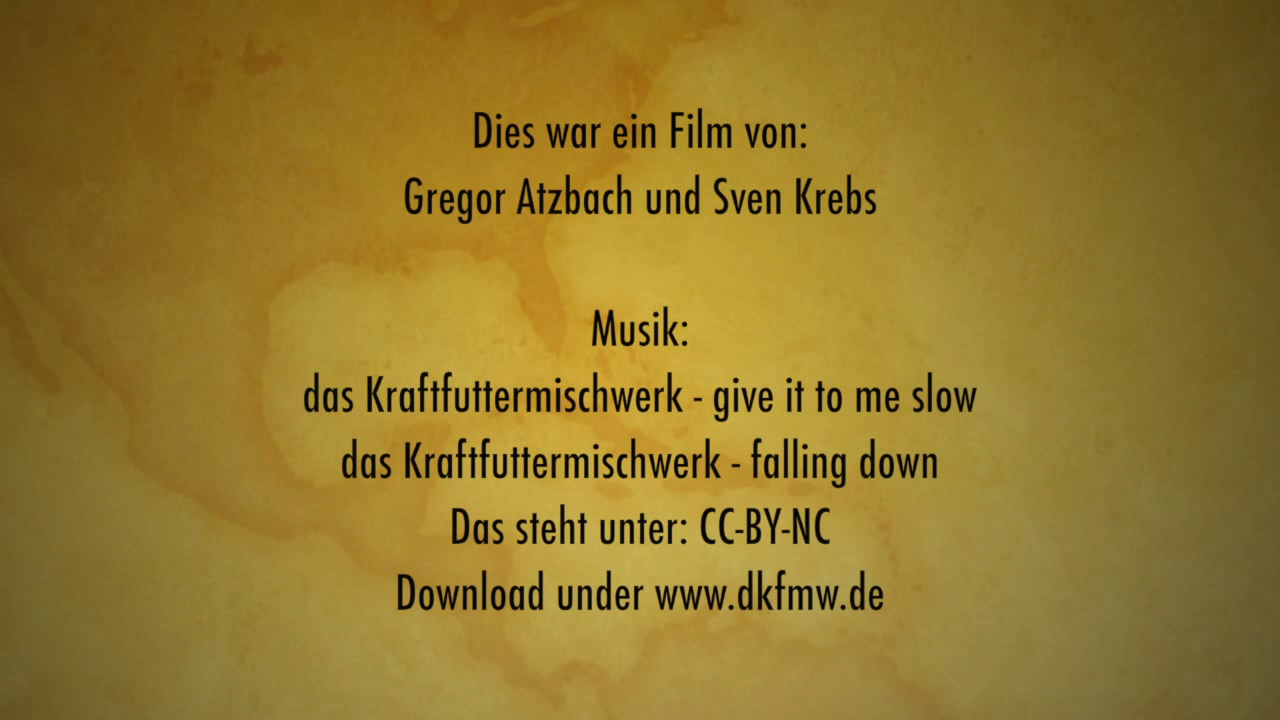 Dies war ein Film von:
Gregor Atzbach und Sven Krebs
Musik:
das Kraftfuttermischwerk - give it to me slow
das Kraftfuttermischwerk - falling down
Das steht unter: CC-BY-NC
Download under www.dkfmw.de